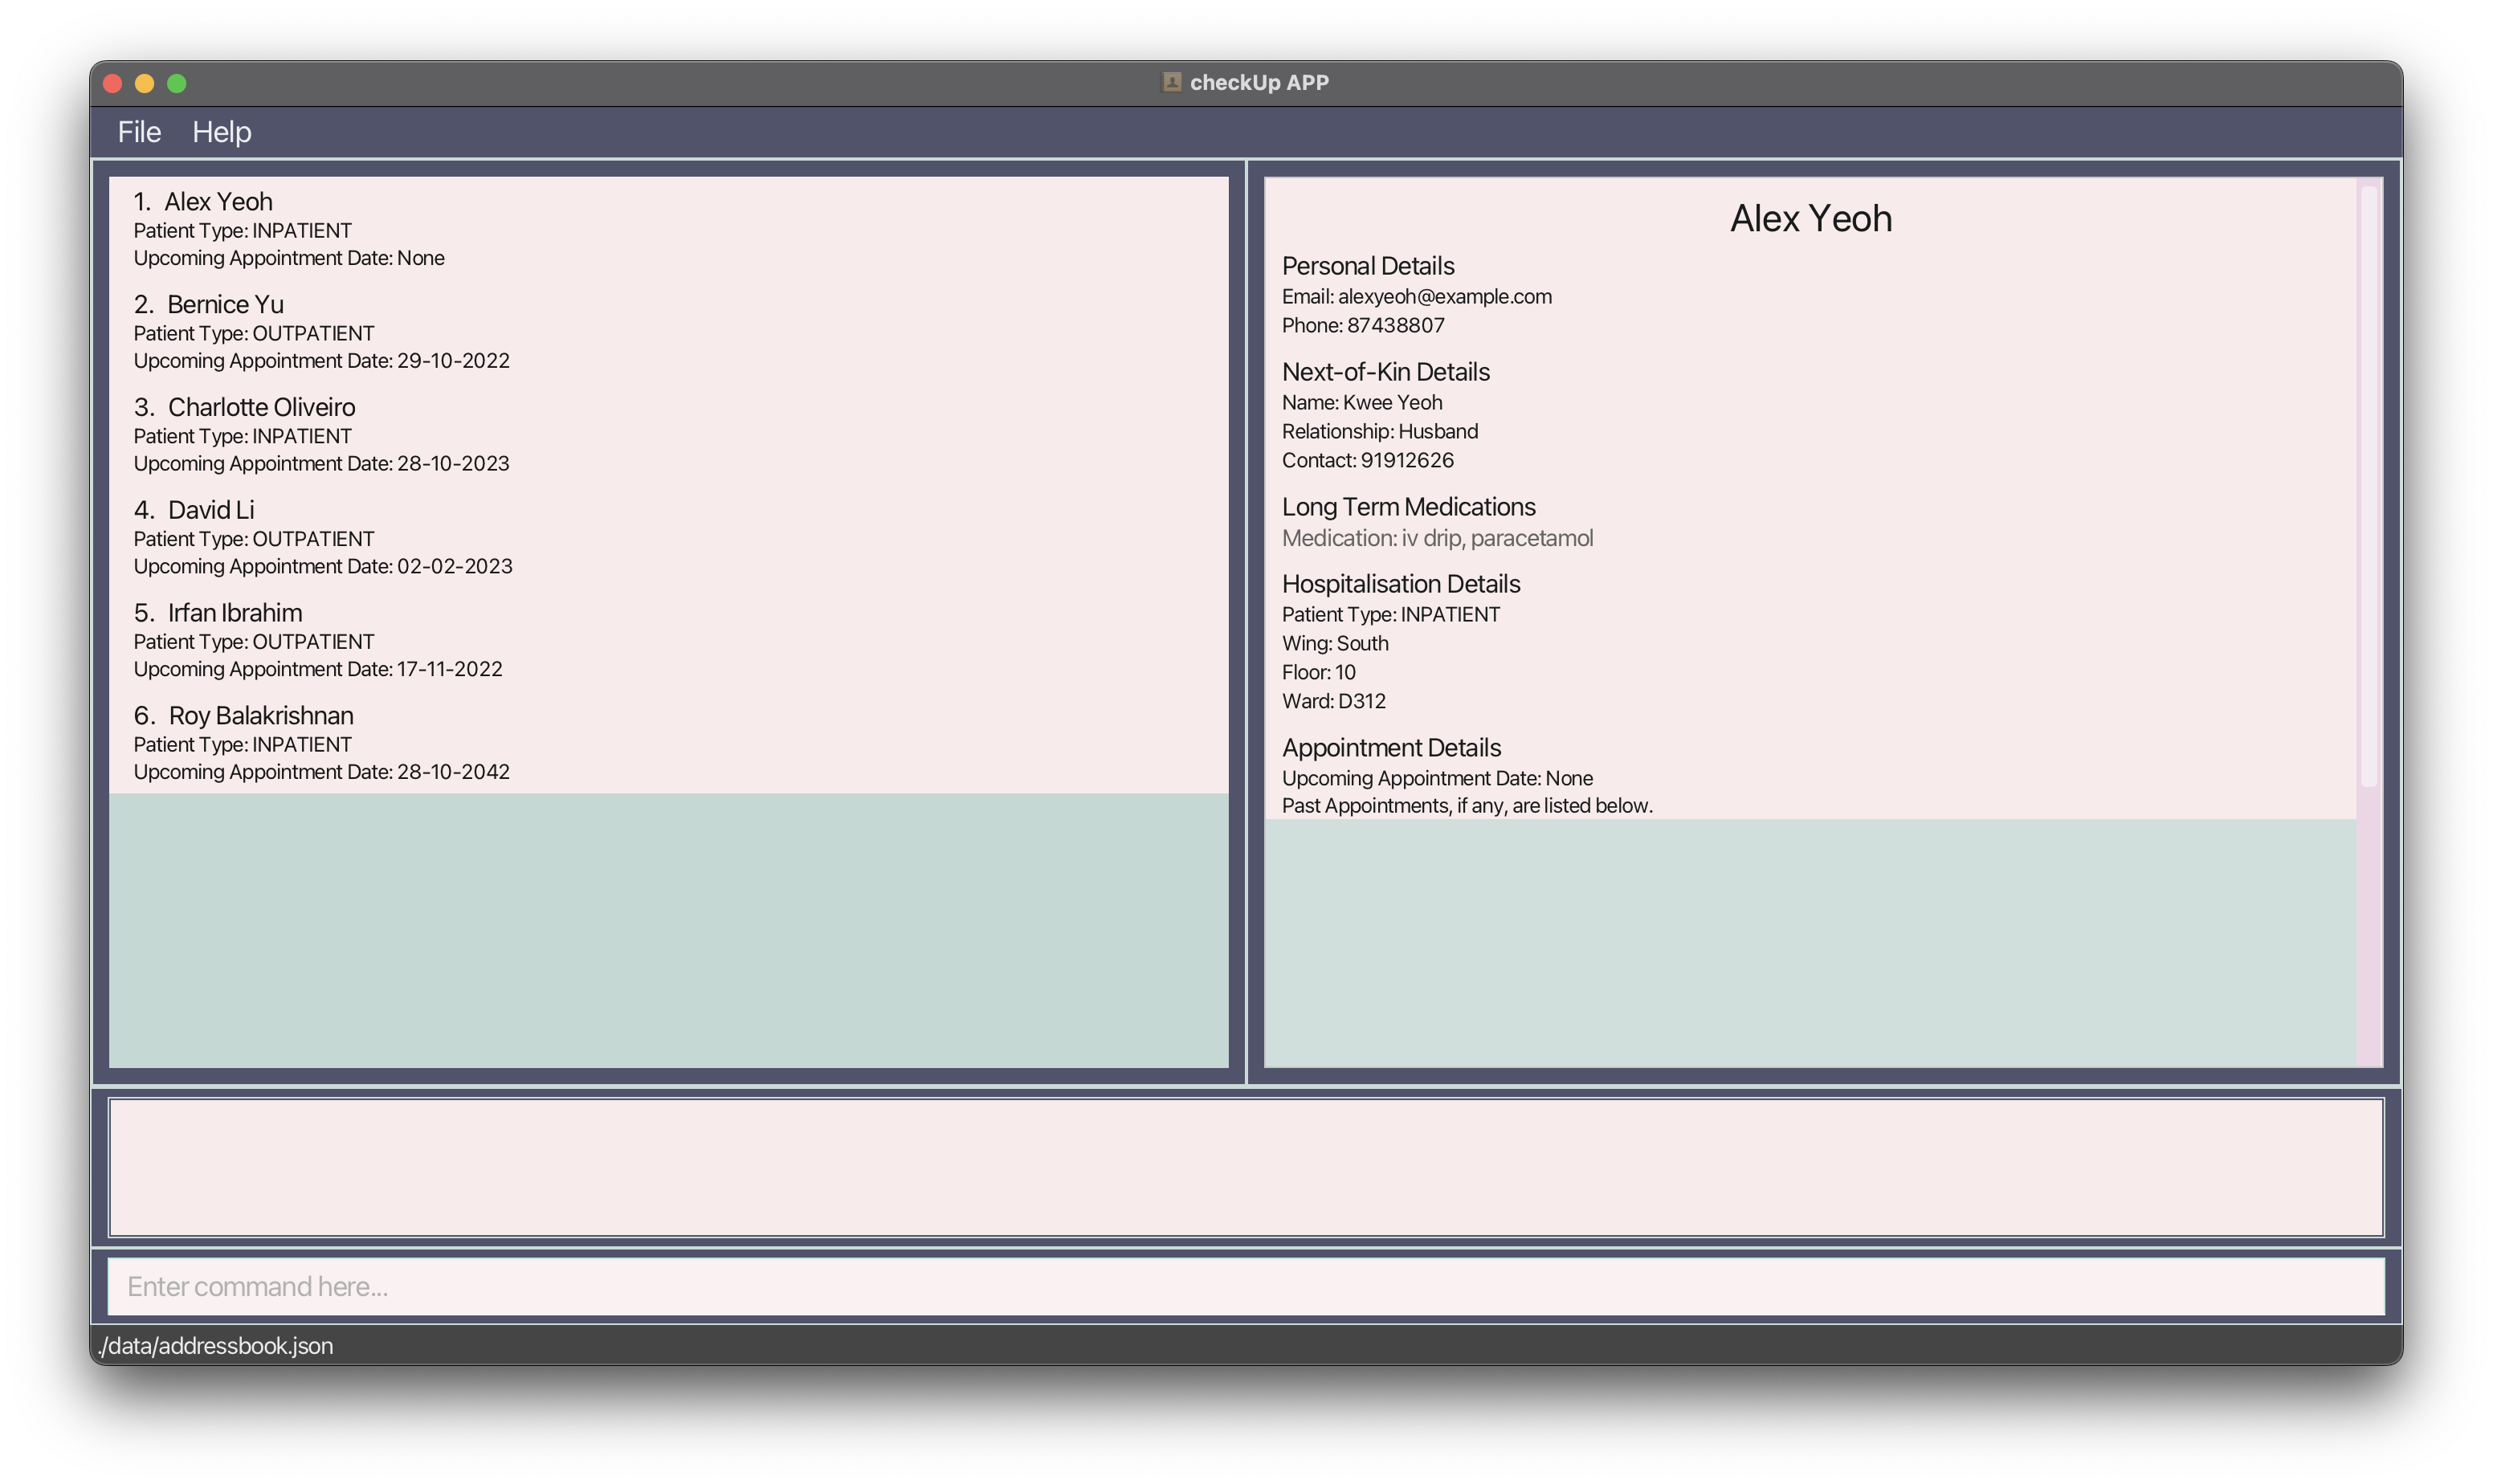 checkUp APP
File Help
1. Alex Yeoh
Patient Type: INPATIENT
Upcoming Appointment Date: None
2. Bernice Yu
Patient Type: OUTPATIENT
Upcoming Appointment Date: 29-10-2022
3. Charlotte Oliveiro
Patient Type: INPATIENT
Upcoming Appointment Date: 28-10-2023
4. David Li
Patient Type: OUTPATIENT
Upcoming Appointment Date: 02-02-2023
5. Irfan Ibrahim
Patient Type: OUTPATIENT
Upcoming Appointment Date: 17-11-2022
6. Roy Balakrishnan
Patient Type: INPATIENT
Upcoming Appointment Date: 28-10-2042
Alex Yeoh
Personal Details
Email: alexyeoh@example.com
Phone: 87438807
Next-of-Kin Details
Name: Kwee Yeoh
Relationship: Husband
Contact: 91912626
Long Term Medications
Medication: iv drip, paracetamol
Hospitalisation Details
Patient Type: INPATIENT
Wing: South
Floor: 10
Ward: D312
Appointment Details
Upcoming Appointment Date: None
Past Appointments, if any, are listed below.
Enter command here...
./data/addressbook.json